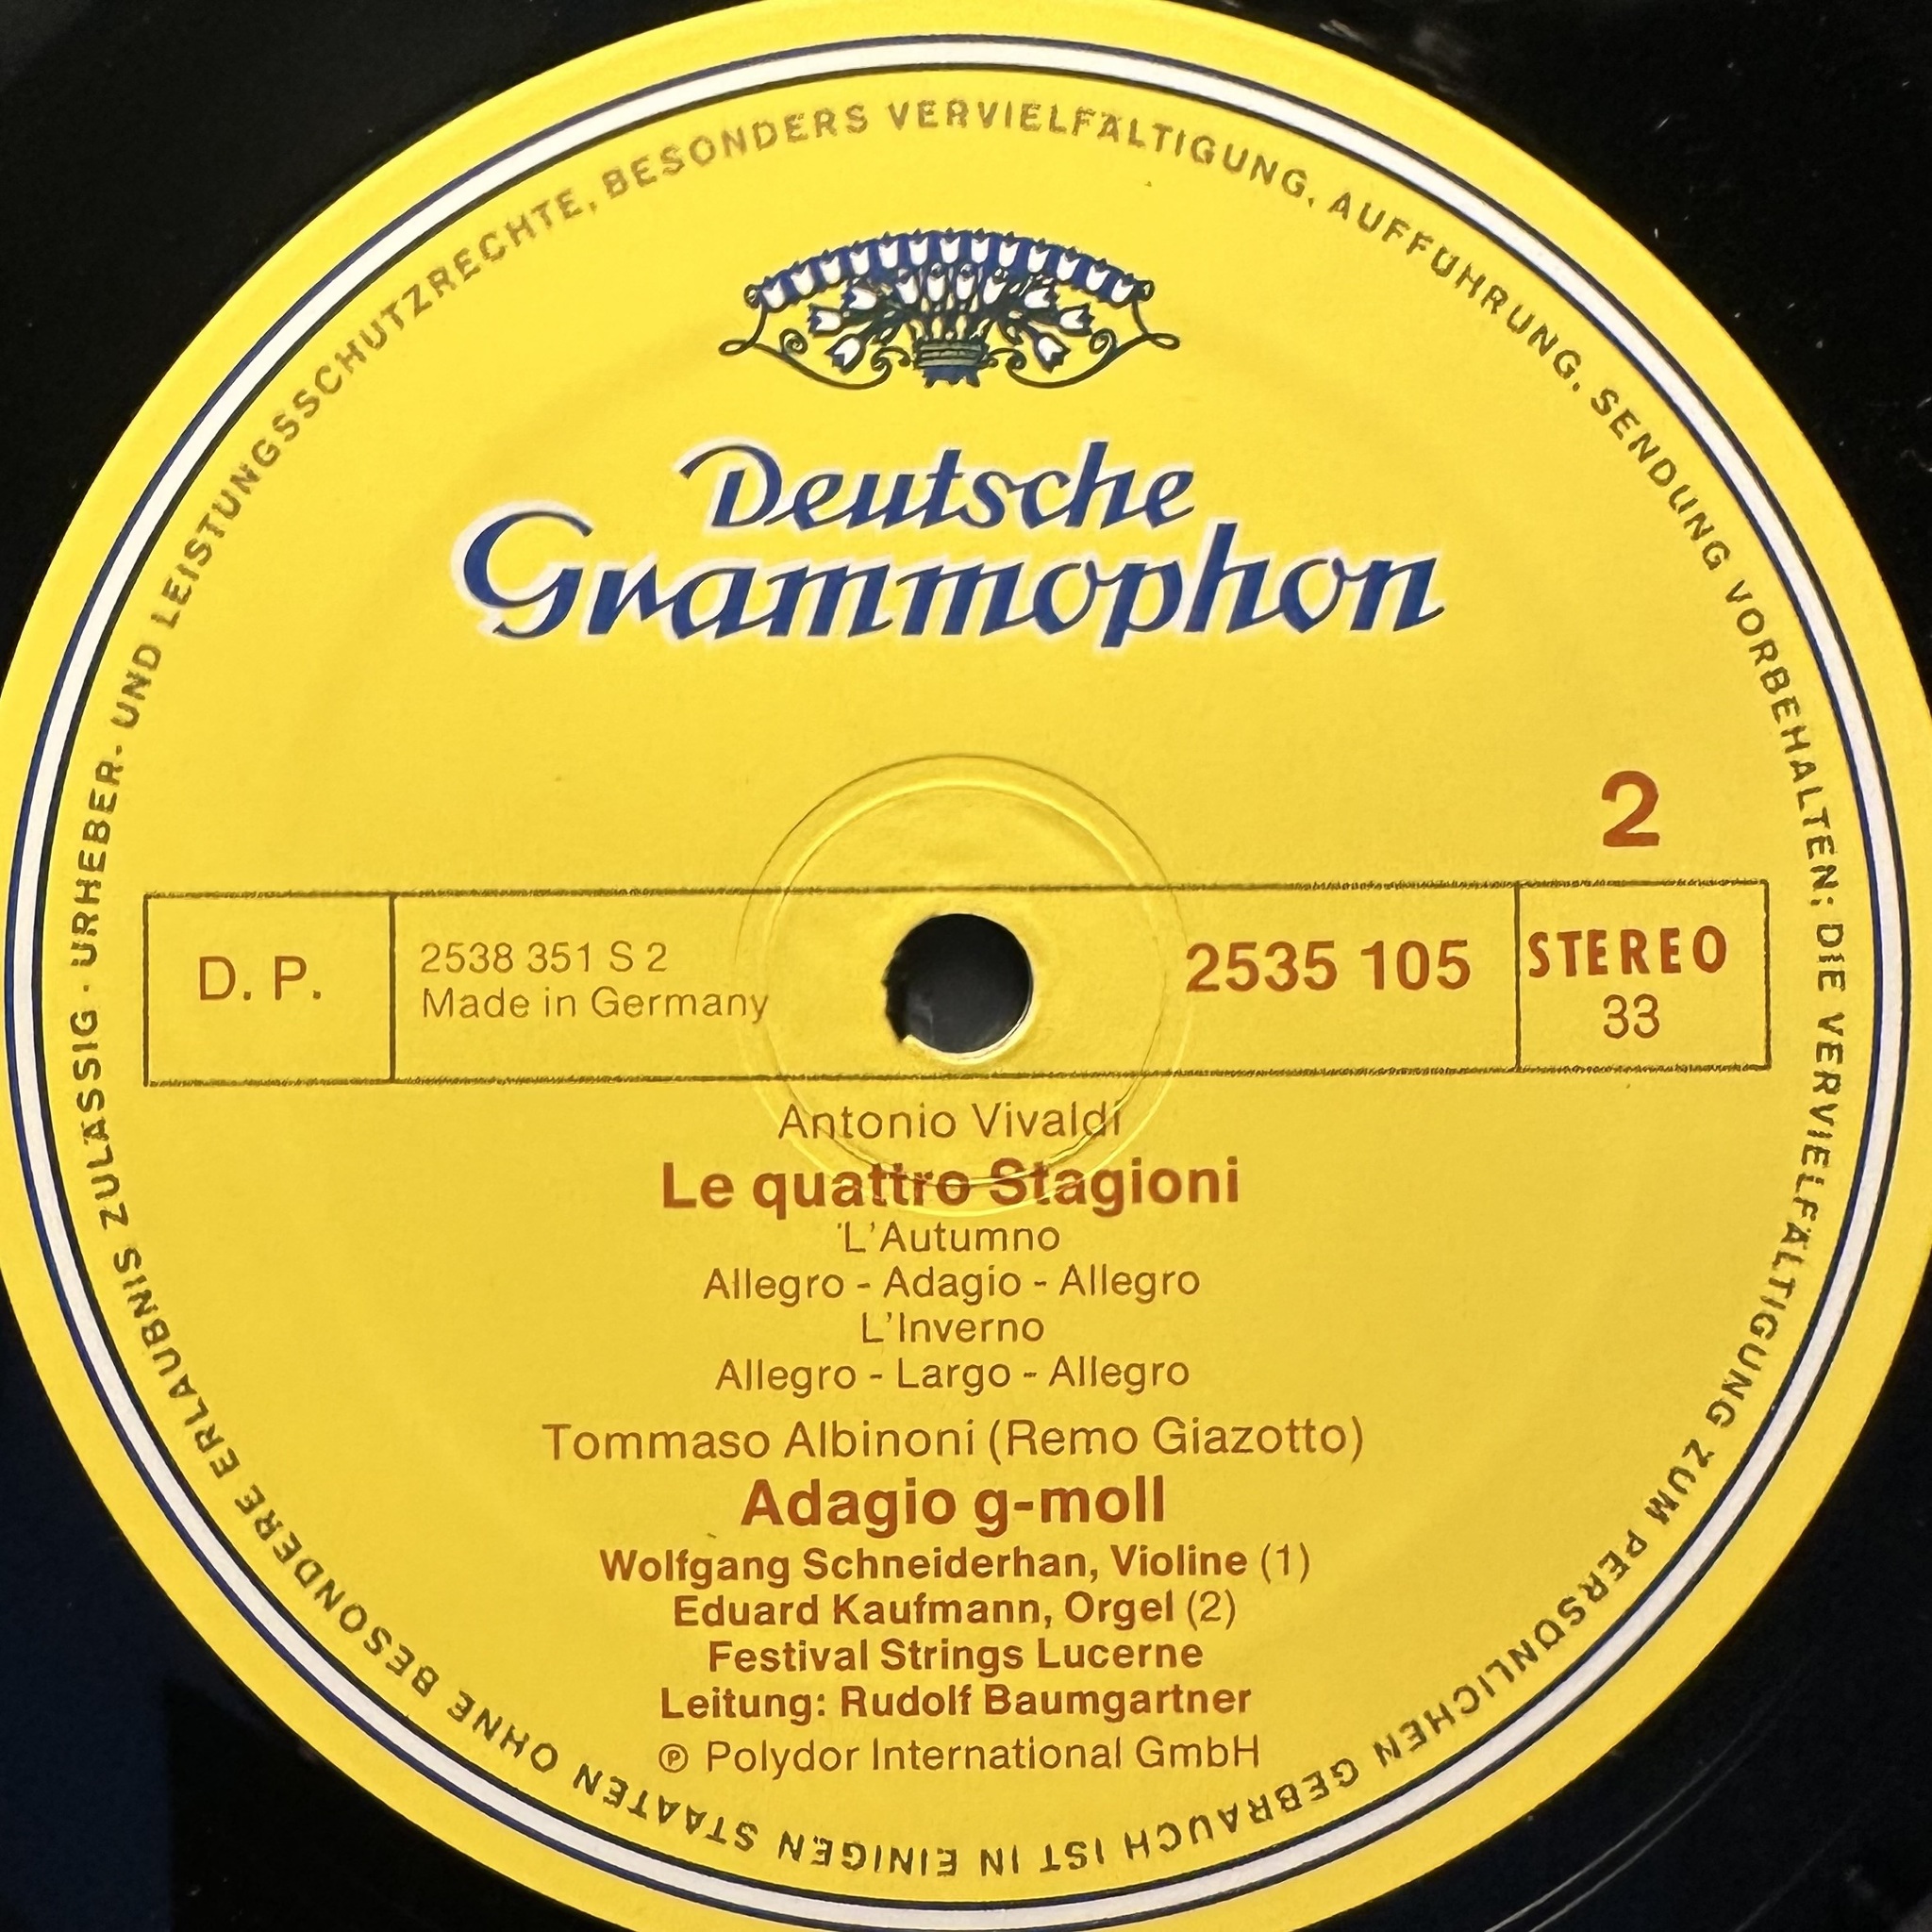 URHEBER- UND LEISTUNGSSCHUTZRECHTE, BESONDERS VERVIELFÄLTIGUNG, AUFFÜHRUNG, SENDUNG VORBEHALTEN; DIE VERVIELFÄLTIGUNG ZUM PERSÖNLICHEN GEBRAUCH IST IN EINIGEN STAATEN OHNE BESONDERE ERLAUBNIS ZULÄSSIG ·
Deutsche
Grammophon
2
D. P.
2538 351 S 2
Made in Germany
2535 105
STEREO
33
Antonio Vivaldi
Le quattro Stagioni
L'Autumno
Allegro - Adagio - Allegro
L'Inverno
Allegro - Largo - Allegro
Tommaso Albinoni (Remo Giazotto)
Adagio g-moll
Wolfgang Schneiderhan, Violine (1)
Eduard Kaufmann, Orgel (2)
Festival Strings Lucerne
Leitung: Rudolf Baumgartner
℗ Polydor International GmbH